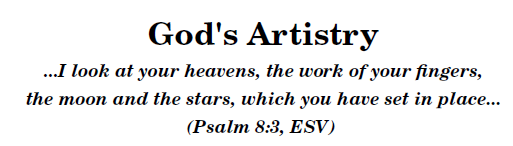 God's Artistry
...I look at your heavens, the work of your fingers,
the moon and the stars, which you have set in place...
(Psalm 8:3, ESV)